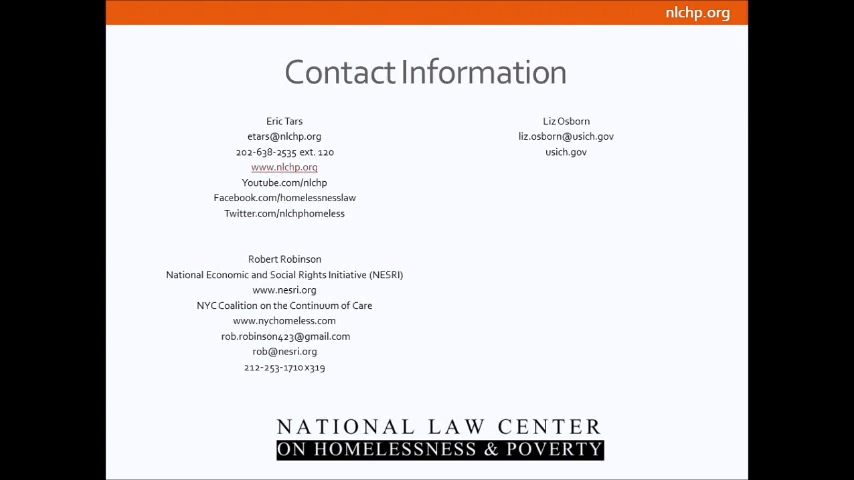 nlchp.org
Contact Information
Eric Tars
etars@nlchp.org
202-638-2535 ext. 120
www.nlchp.org
Youtube.com/nlchp
Facebook.com/homelessnesslaw
Twitter.com/nlchphomeless
Liz Osborn
liz.osborn@usich.gov
usich.gov
Robert Robinson
National Economic and Social Rights Initiative (NESRI)
www.nesri.org
NYC Coalition on the Continuum of Care
www.nychomeless.com
rob.robinson423@gmail.com
rob@nesri.org
212-253-1710 x319
NATIONAL LAW CENTER
ON HOMELESSNESS & POVERTY